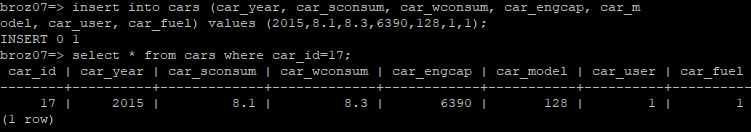 broz07=> insert into cars (car_year, car_sconsum, car_wconsum, car_engcap, car_m
odel, car_user, car_fuel) values (2015,8.1,8.3,6390,128,1,1);
INSERT 0 1
broz07=> select * from cars where car_id=17;
 car_id | car_year | car_sconsum | car_wconsum | car_engcap | car_model | car_user | car_fuel
--------+----------+-------------+-------------+------------+-----------+----------+----------
     17 |     2015 |         8.1 |         8.3 |       6390 |       128 |        1 |        1
(1 row)